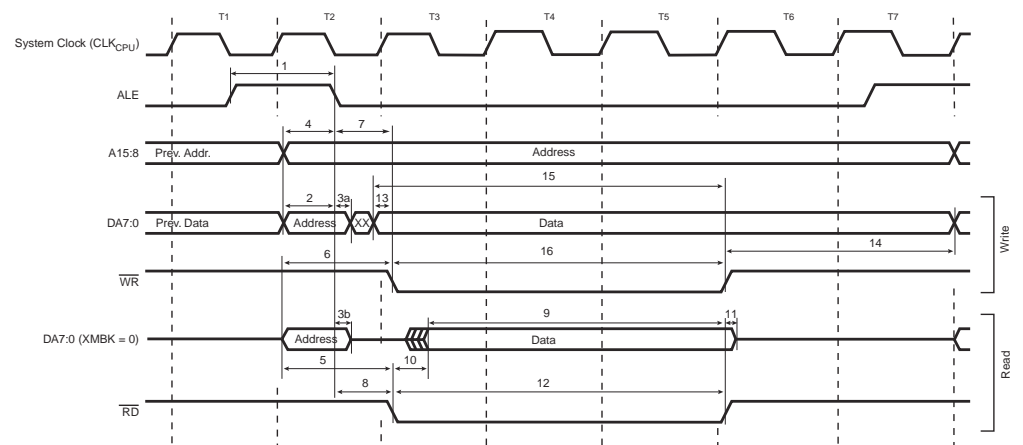 T1 T2 T3 T4 T5 T6 T7
System Clock (CLKCPU)
1
ALE
4 7
A15:8 Prev. Addr. Address
15
2 3a 13
DA7:0 Prev. Data Address XX Data
14
6 16
WR
Write
3b 9 11
DA7:0 (XMBK = 0) Address Data
5 10
8 12
RD
Read